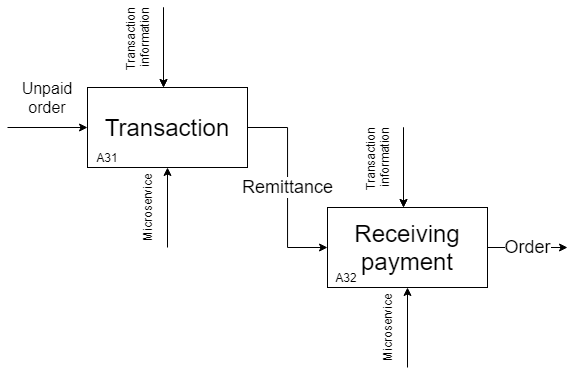 Transaction
information
Unpaid
order
Transaction
A31
Microservice
Remittance
Transaction
information
Receiving
payment
A32
Order
Microservice